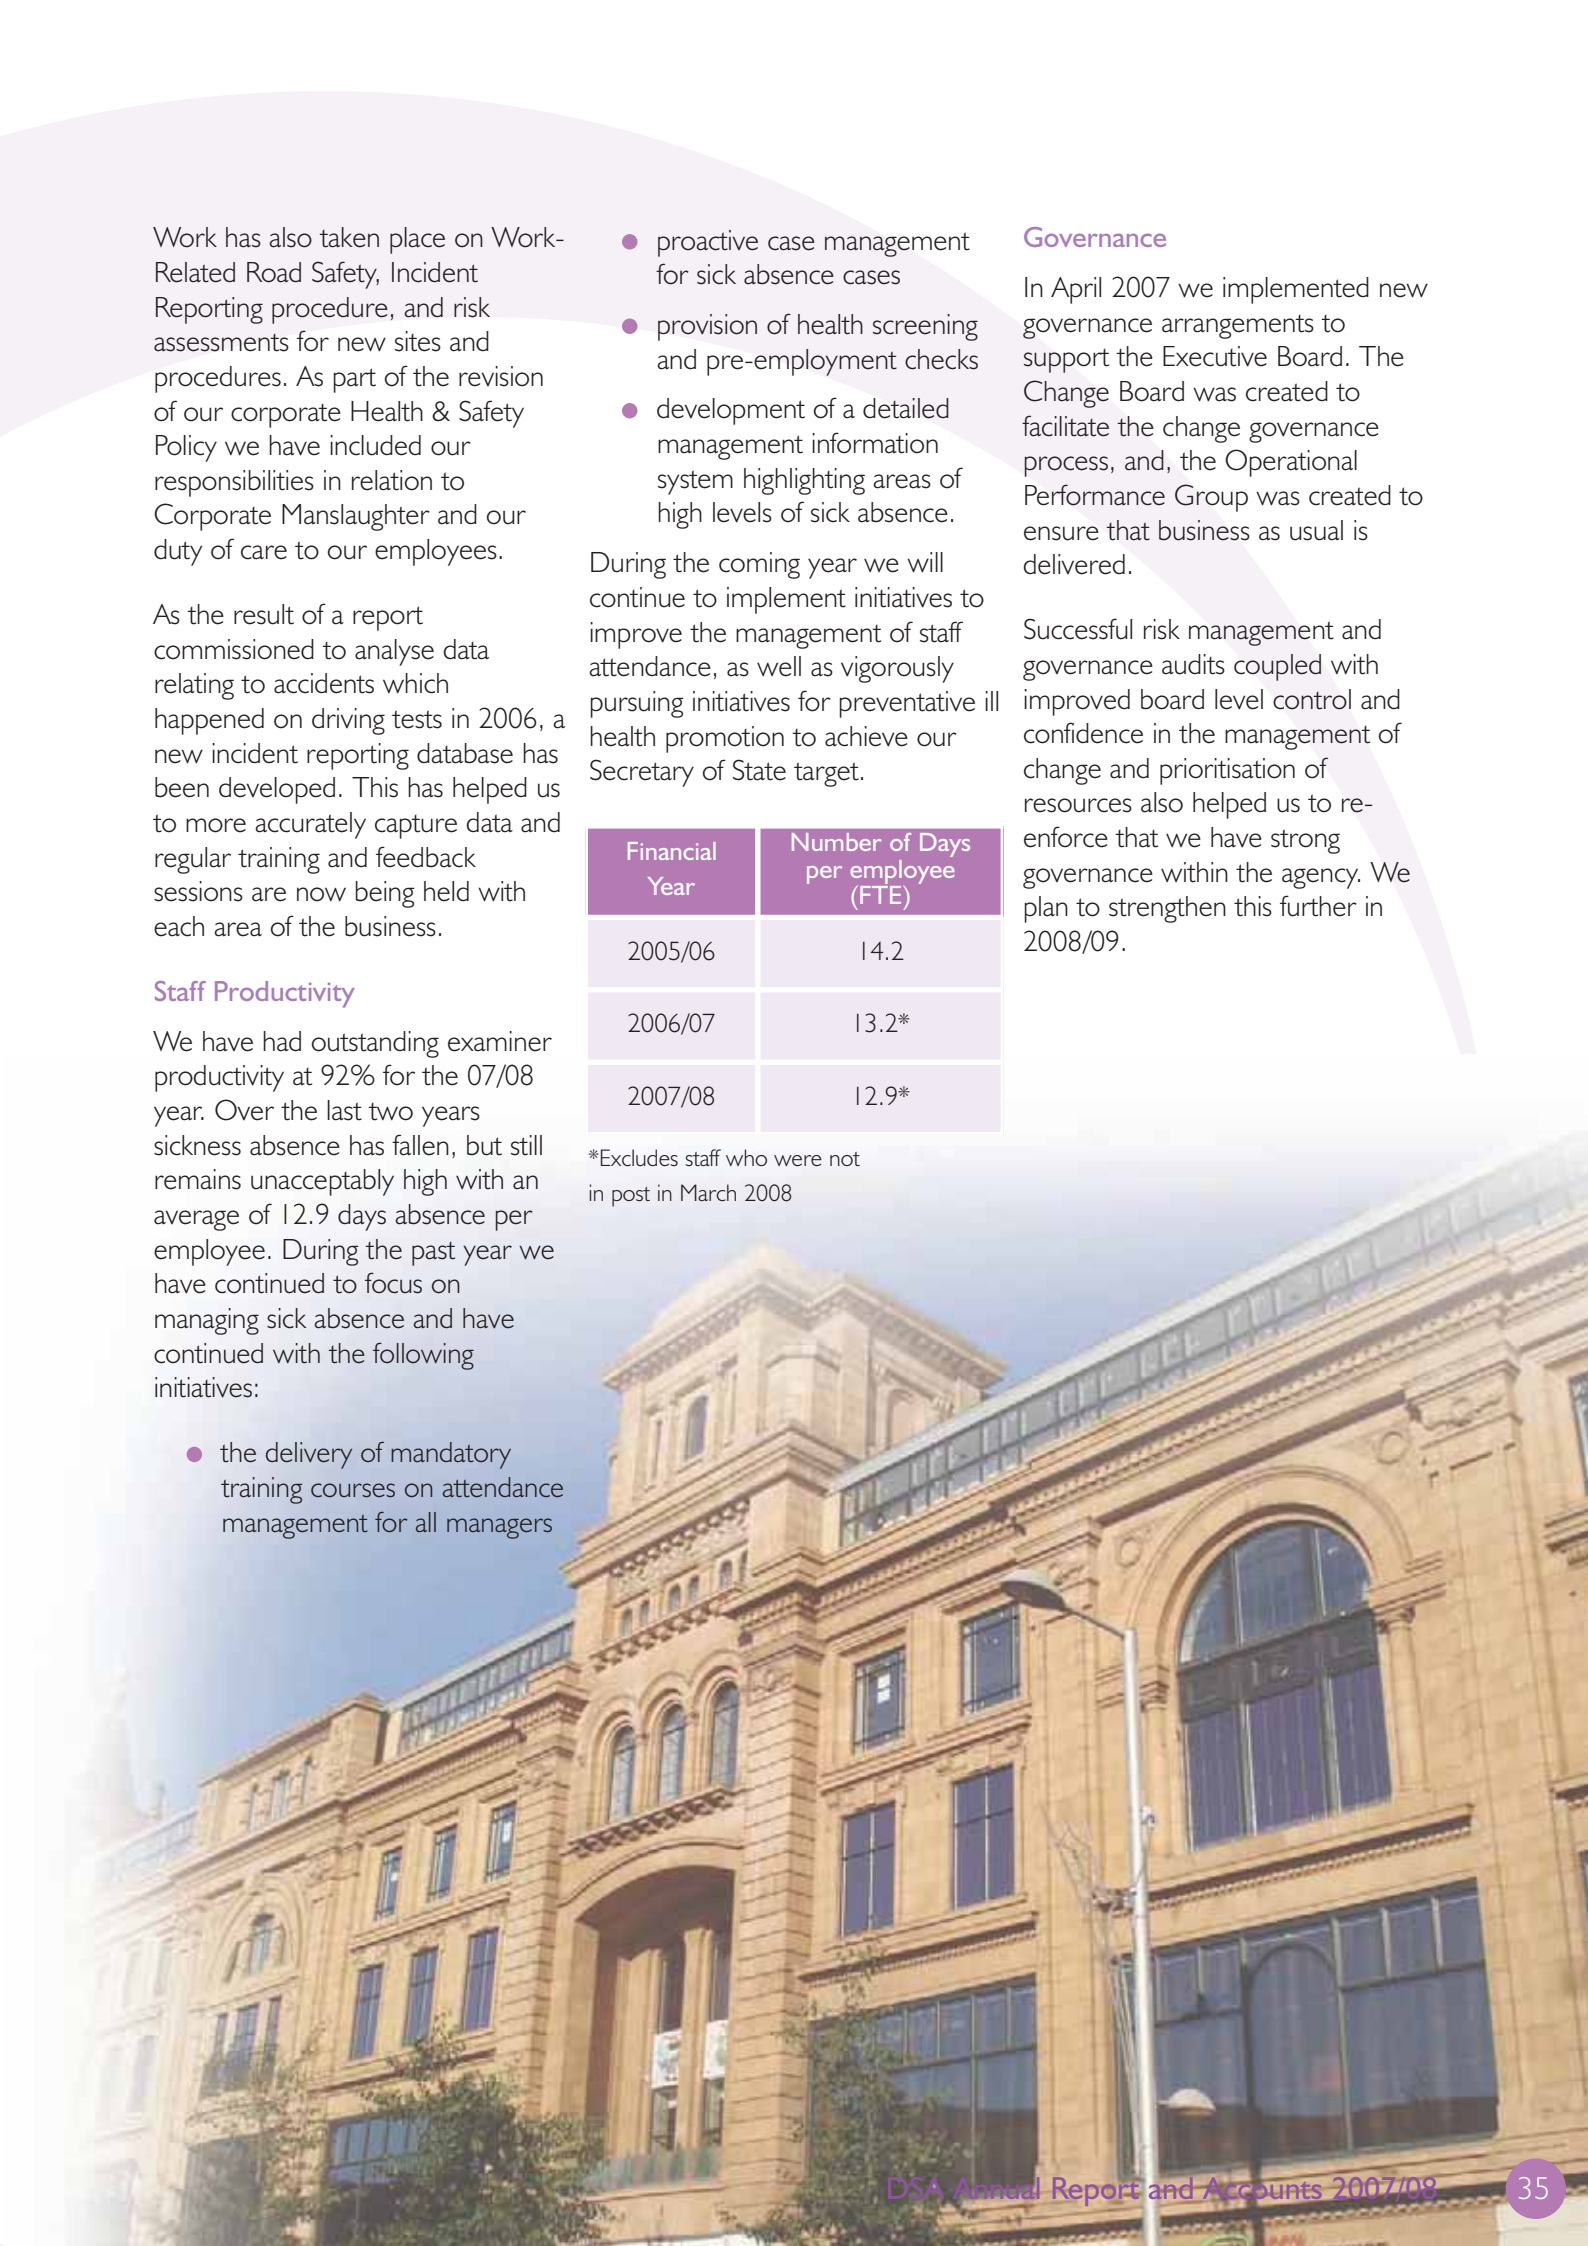 Work has also taken place on Work-
Related Road Safety, Incident
Reporting procedure, and risk
assessments for new sites and
procedures. As part of the revision
of our corporate Health & Safety
Policy we have included our
responsibilities in relation to
Corporate Manslaughter and our
duty of care to our employees.
As the result of a report
commissioned to analyse data
relating to accidents which
happened on driving tests in 2006, a
new incident reporting database has
been developed. This has helped us
to more accurately capture data and
regular training and feedback
sessions are now being held with
each area of the business.
Staff Productivity
We have had outstanding examiner
productivity at 92% for the 07/08
year. Over the last two years
sickness absence has fallen, but still
remains unacceptably high with an
average of 12.9 days absence per
employee. During the past year we
have continued to focus on
managing sick absence and have
continued with the following
initiatives:
● the delivery of mandatory
training courses on attendance
management for all managers
● proactive case management
for sick absence cases
● provision of health screening
and pre-employment checks
● development of a detailed
management information
system highlighting areas of
high levels of sick absence.
During the coming year we will
continue to implement initiatives to
improve the management of staff
attendance, as well as vigorously
pursuing initiatives for preventative ill
health promotion to achieve our
Secretary of State target.
Financial
Year
Number of Days
per employee
(FTE)
2005/06 14.2
2006/07 13.2*
2007/08 12.9*
*Excludes staff who were not
in post in March 2008
Governance
In April 2007 we implemented new
governance arrangements to
support the Executive Board. The
Change Board was created to
facilitate the change governance
process, and, the Operational
Performance Group was created to
ensure that business as usual is
delivered.
Successful risk management and
governance audits coupled with
improved board level control and
confidence in the management of
change and prioritisation of
resources also helped us to re-
enforce that we have strong
governance within the agency. We
plan to strengthen this further in
2008/09.
DSA Annual Report and Accounts 2007/08 35